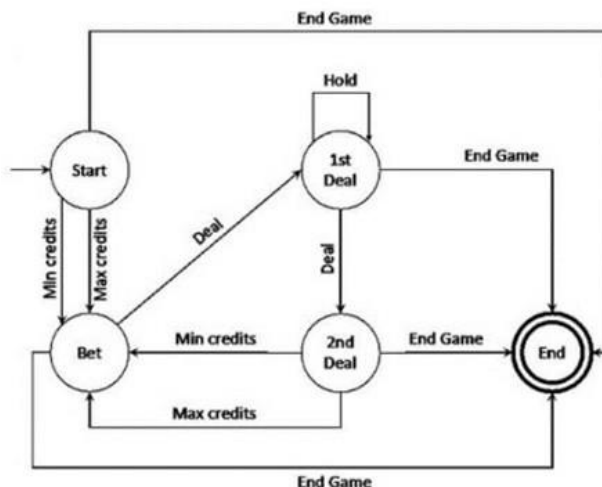 End Game
Hold
Start
1st
Deal
End Game
Min credits
Max credits
Deal
Deal
Bet
Min credits
2nd
Deal
End Game
End
Max credits
End Game